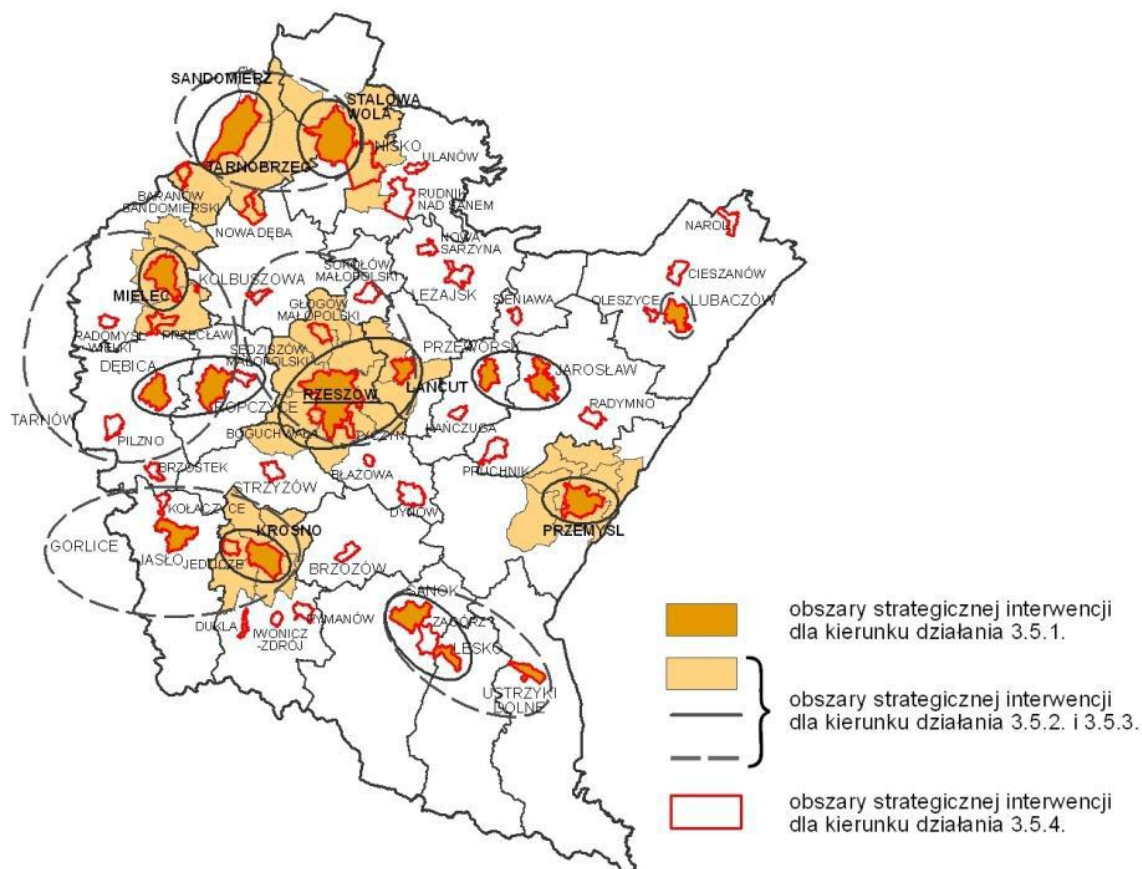 SANDOMIERZ
STALOWA
WOLA
NISKO
ULANÓW
TARNOBRZEG
BARANÓW
SANDOMIERSKI
RUDNIK
NAD SANEM
NOWA DĘBA
NAROL
NOWA
SARZYNA
CIESZANÓW
SOKOŁÓW
MAŁOPOLSKI
KOLBUSZOWA
LEŻAJSK
MIELEC
GŁOGÓW
MAŁOPOLSKI
SIENIAWA
OLESZYCE
LUBACZÓW
RADOMYŚL
WIELKI
PRZECŁAW
SĘDZISZÓW
MAŁOPOLSKI
PRZEWORSK
DĘBICA
JAROSŁAW
ŁAŃCUT
RZESZÓW
ROPCZYCE
RADYMNO
TARNÓW
KAŃCZUGA
PILZNO
BOGUCHWAŁA
TYCZYN
BRZOSTEK
BŁAŻOWA
PRUCHNIK
STRZYŻÓW
DYNÓW
KOŁACZYCE
KROSNO
PRZEMYŚL
GORLICE
JASŁO
JEDLICZE
BRZOZÓW
SANOK
DUKLA
IWONICZ
-ZDRÓJ
RYMANÓW
ZAGÓRZ
LESKO
USTRZYKI
DOLNE
obszary strategicznej interwencji
dla kierunku działania 3.5.1.
obszary strategicznej interwencji
dla kierunku działania 3.5.2. i 3.5.3.
obszary strategicznej interwencji
dla kierunku działania 3.5.4.